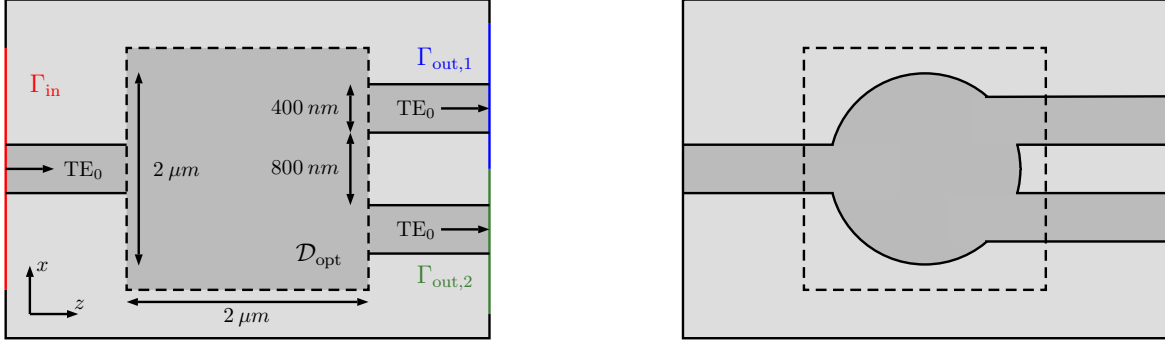 Γout,1
Γin
400 nm
TE0
TE0
2 μm
800 nm
TE0
𝒟opt
x
Γout,2
z
2 μm